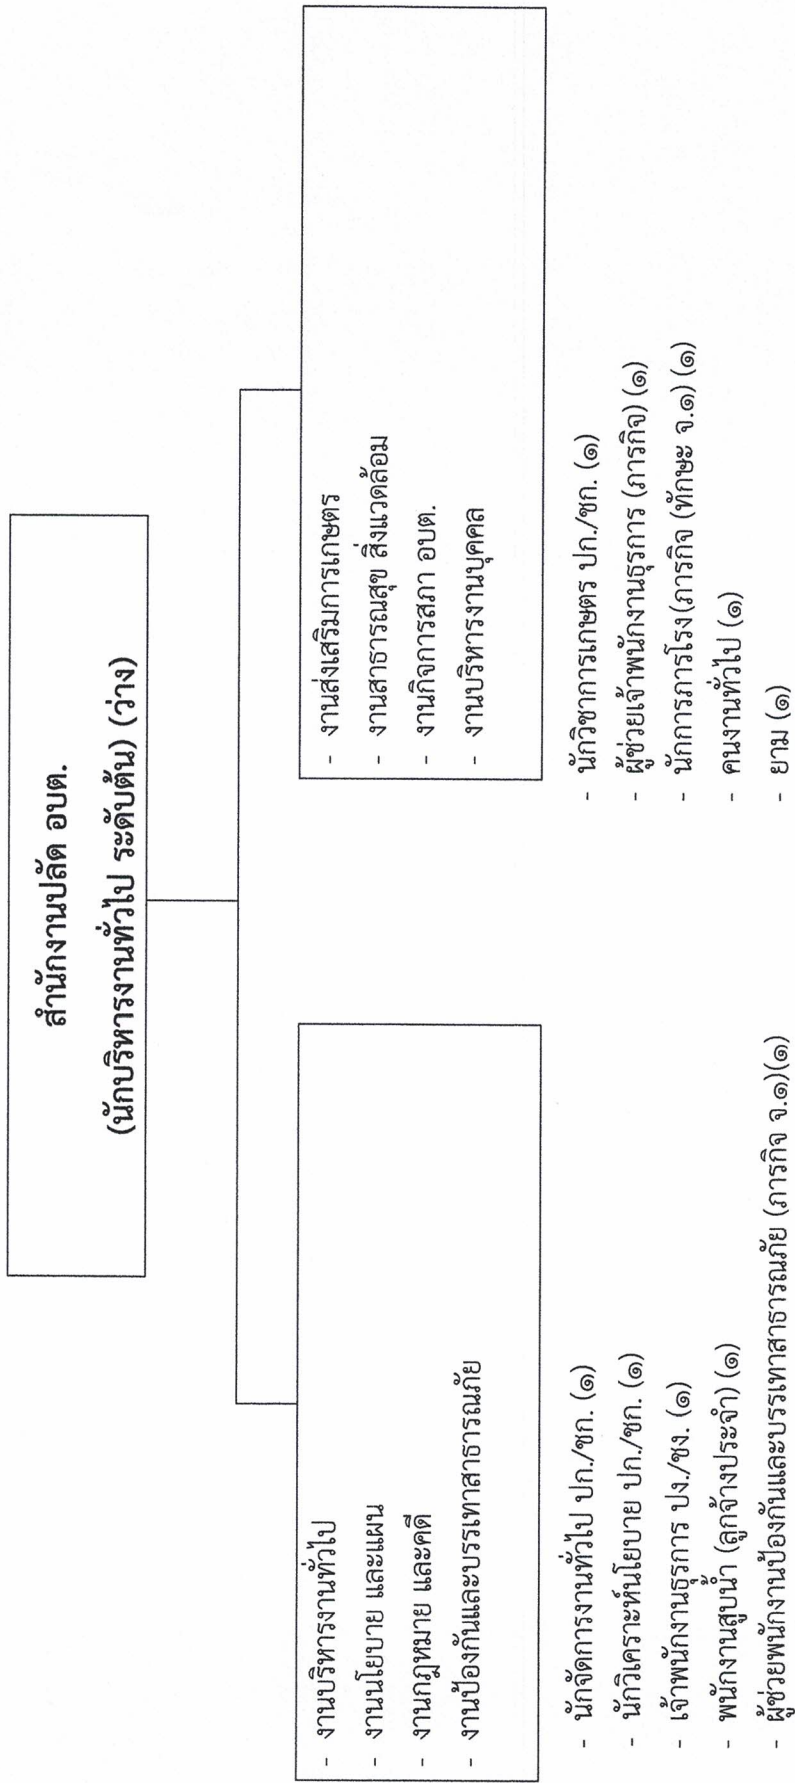 สำนักงานปลัด อบต.
(นักบริหารงานทั่วไป ระดับต้น) (ว่าง)
- งานบริหารงานทั่วไป
- งานนโยบาย และแผน
- งานกฎหมาย และคดี
- งานป้องกันและบรรเทาสาธารณภัย
- นักจัดการงานทั่วไป ปก./ชก. (๑)
- นักวิเคราะห์นโยบาย ปก./ชก. (๑)
- เจ้าพนักงานธุรการ ปง./ชง. (๑)
- พนักงานสูบน้ำ (ลูกจ้างประจำ) (๑)
- ผู้ช่วยพนักงานป้องกันและบรรเทาสาธารณภัย (ภารกิจ จ.๑)(๑)
- งานส่งเสริมการเกษตร
- งานสาธารณสุข สิ่งแวดล้อม
- งานกิจการสภา อบต.
- งานบริหารงานบุคคล
- นักวิชาการเกษตร ปก./ชก. (๑)
- ผู้ช่วยเจ้าพนักงานธุรการ (ภารกิจ) (๑)
- นักการภารโรง(ภารกิจ (ทักษะ จ.๑) (๑)
- คนงานทั่วไป (๑)
- ยาม (๑)